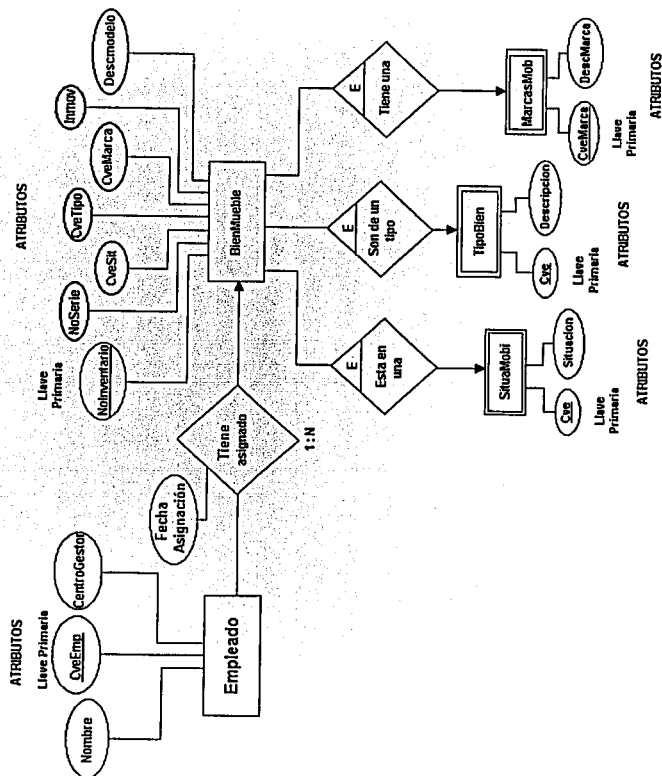 ATRIBUTOS
Llave Primaria
Nombre
CveEmp
CentroGestor
Empleado
Fecha
Asignación
Tiene
asignado
1:N
ATRIBUTOS
Llave
Primaria
NoInventario
NoSerie
CveSit
CveTipo
CveMarca
Inmov
Descmodelo
BienMueble
E
Esta en
una
E
Son de un
tipo
E
Tiene una
SituaMobi
Cve
Situacion
Llave
Primaria
ATRIBUTOS
TipoBien
Cve
Descripcion
Llave
Primaria
ATRIBUTOS
MarcasMob
CveMarca
DescMarca
Llave
Primaria
ATRIBUTOS